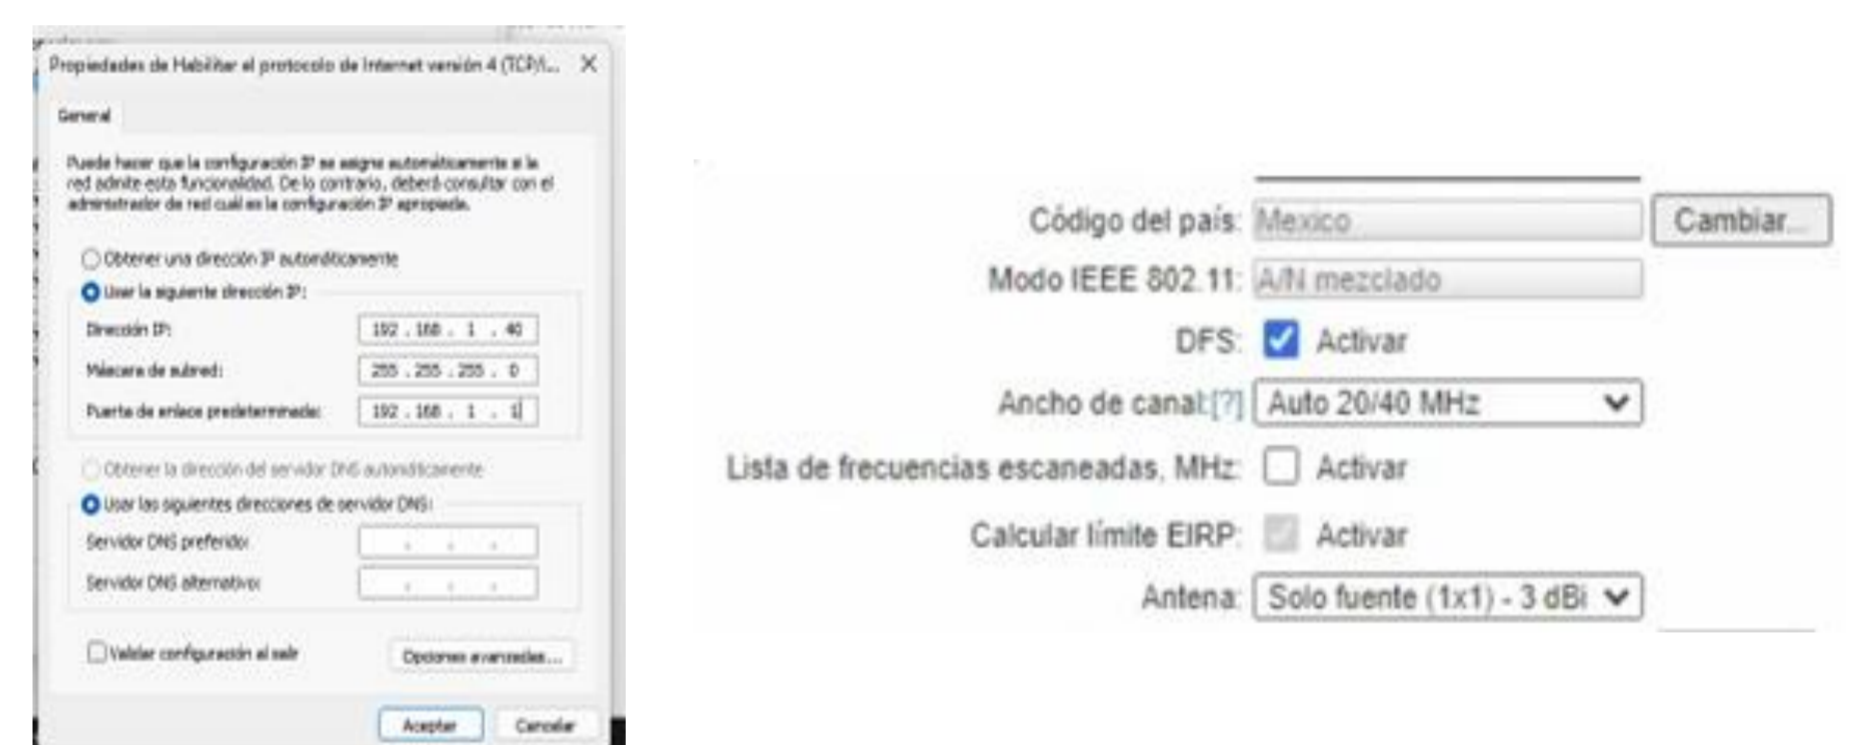 Propiedades de Habilitar el protocolo de Internet versión 4 (TCP/I...
General
Puede hacer que la configuración IP se asigne automáticamente si la
red admite esta funcionalidad. De lo contrario, deberá consultar con el
administrador de red cuál es la configuración IP apropiada.
Obtener una dirección IP automáticamente
Usar la siguiente dirección IP:
Dirección IP: 192 . 168 . 1 . 40
Máscara de subred: 255 . 255 . 255 . 0
Puerta de enlace predeterminada: 192 . 168 . 1 . 1
Obtener la dirección del servidor DNS automáticamente
Usar las siguientes direcciones de servidor DNS:
Servidor DNS preferido:
Servidor DNS alternativo:
Validar configuración al salir
Opciones avanzadas...
Aceptar Cancelar
Código del país: Mexico Cambiar...
Modo IEEE 802.11: A/N mezclado
DFS: Activar
Ancho de canal:[?] Auto 20/40 MHz
Lista de frecuencias escaneadas, MHz: Activar
Calcular límite EIRP: Activar
Antena: Solo fuente (1x1) - 3 dBi